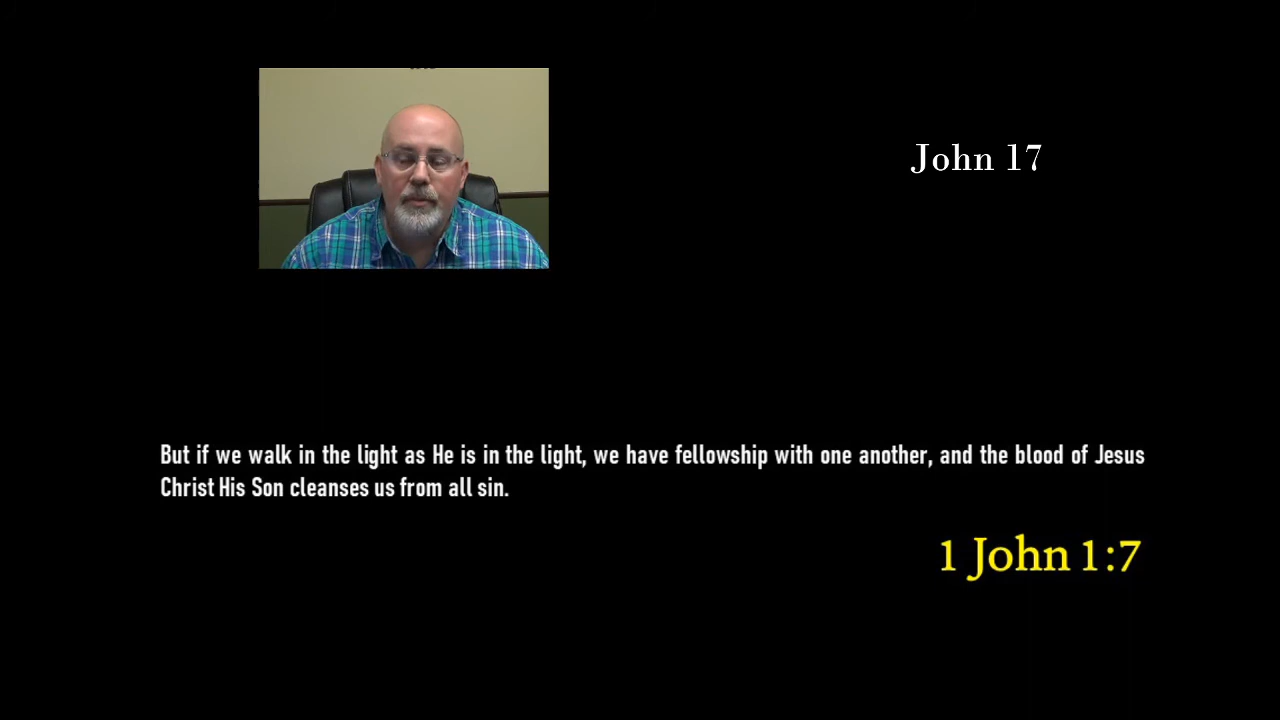 John 17
But if we walk in the light as He is in the light, we have fellowship with one another, and the blood of Jesus
Christ His Son cleanses us from all sin.
1 John 1:7